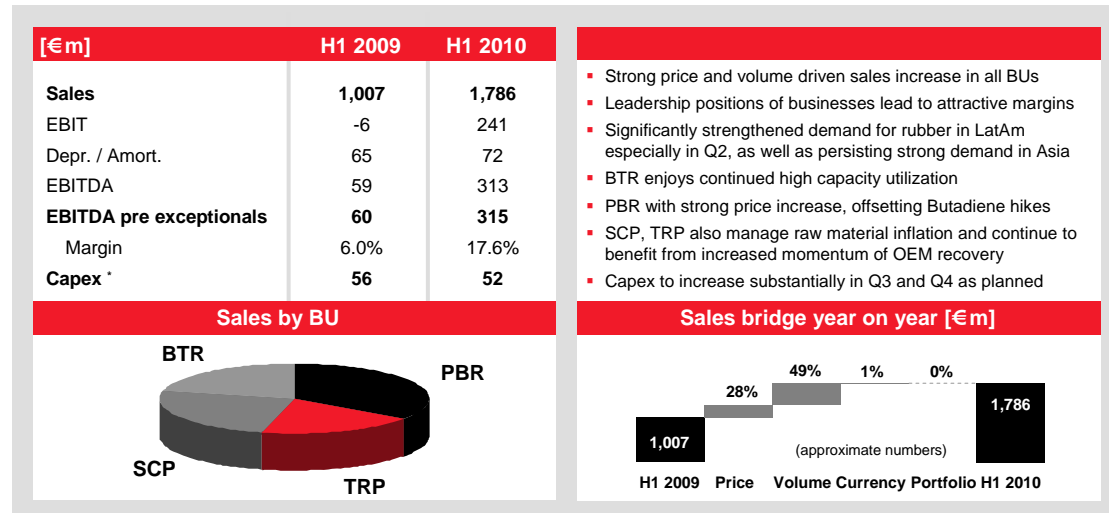 [€m] H1 2009 H1 2010
Sales 1,007 1,786
EBIT -6 241
Depr. / Amort. 65 72
EBITDA 59 313
EBITDA pre exceptionals 60 315
Margin 6.0% 17.6%
Capex * 56 52
▪ Strong price and volume driven sales increase in all BUs
▪ Leadership positions of businesses lead to attractive margins
▪ Significantly strengthened demand for rubber in LatAm
especially in Q2, as well as persisting strong demand in Asia
▪ BTR enjoys continued high capacity utilization
▪ PBR with strong price increase, offsetting Butadiene hikes
▪ SCP, TRP also manage raw material inflation and continue to
benefit from increased momentum of OEM recovery
▪ Capex to increase substantially in Q3 and Q4 as planned
Sales by BU
BTR
PBR
SCP
TRP
Sales bridge year on year [€m]
49% 1% 0%
28%
1,786
1,007
(approximate numbers)
H1 2009 Price Volume Currency Portfolio H1 2010